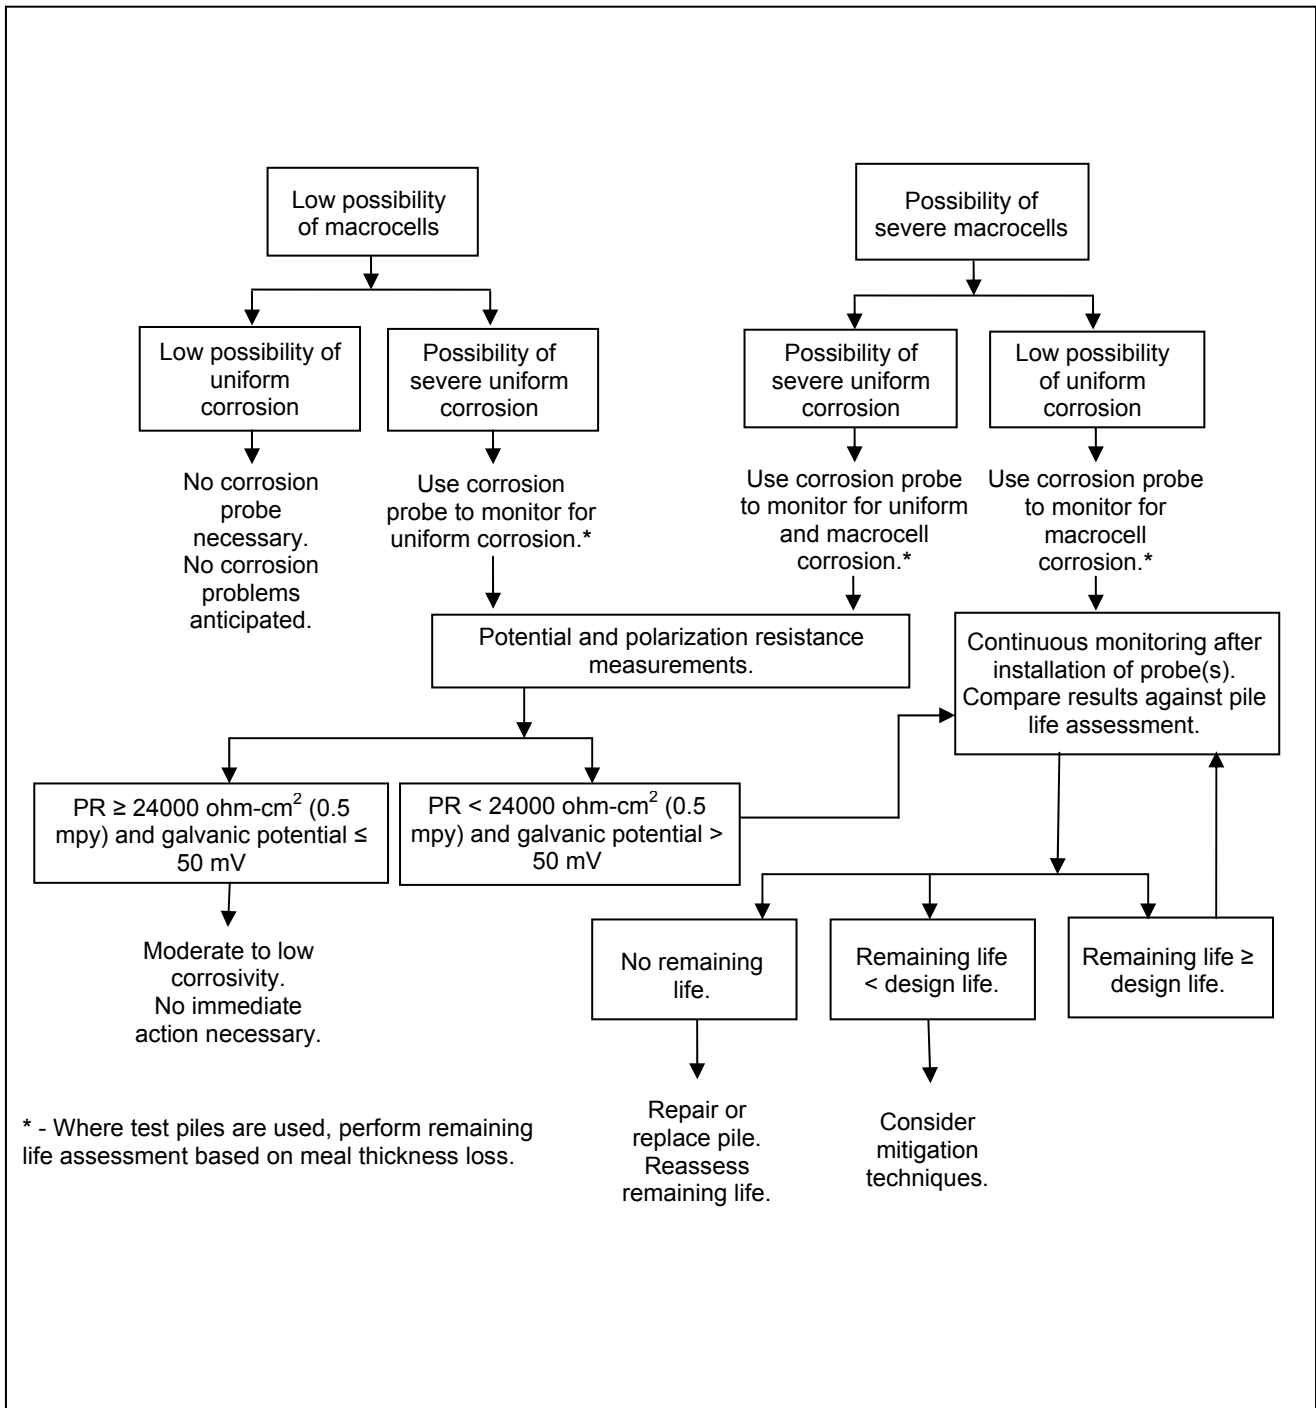 Low possibility
of macrocells
Possibility of
severe macrocells
Low possibility of
uniform
corrosion
Possibility of
severe uniform
corrosion
Possibility of
severe uniform
corrosion
Low possibility
of uniform
corrosion
No corrosion
probe
necessary.
No corrosion
problems
anticipated.
Use corrosion
probe to monitor for
uniform corrosion.*
Use corrosion probe
to monitor for uniform
and macrocell
corrosion.*
Use corrosion probe
to monitor for
macrocell
corrosion.*
Potential and polarization resistance
measurements.
Continuous monitoring after
installation of probe(s).
Compare results against pile
life assessment.
PR ≥ 24000 ohm-cm² (0.5
mpy) and galvanic potential ≤
50 mV
PR < 24000 ohm-cm² (0.5
mpy) and galvanic potential >
50 mV
Moderate to low
corrosivity.
No immediate
action necessary.
No remaining
life.
Remaining life
< design life.
Remaining life ≥
design life.
Repair or
replace pile.
Reassess
remaining life.
Consider
mitigation
techniques.
* - Where test piles are used, perform remaining
life assessment based on meal thickness loss.